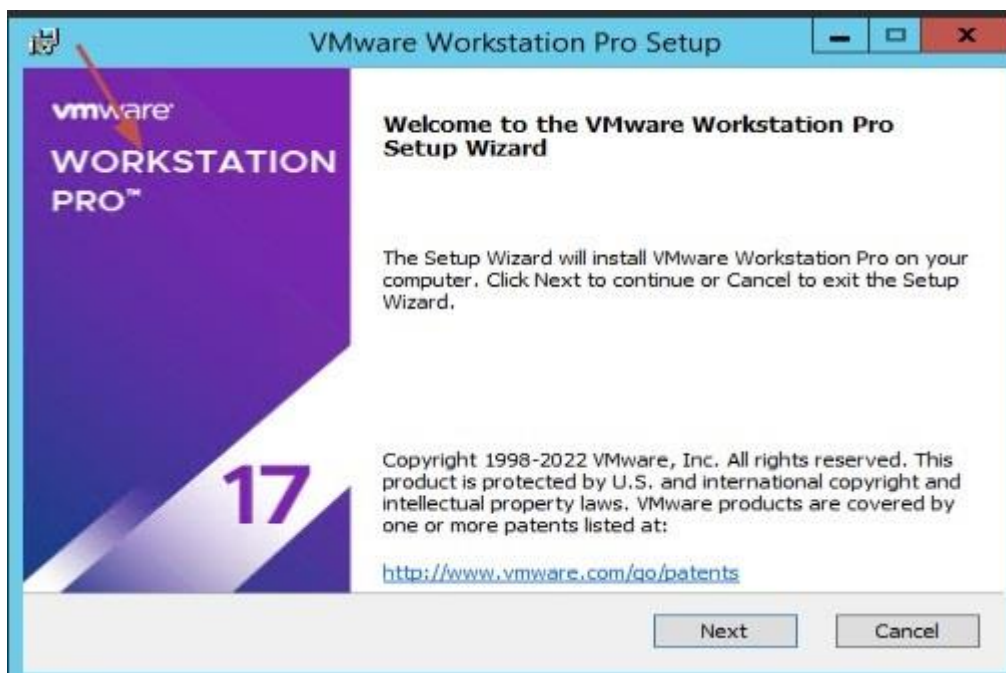 VMware Workstation Pro Setup
vmware
WORKSTATION
PRO™
17
Welcome to the VMware Workstation Pro
Setup Wizard
The Setup Wizard will install VMware Workstation Pro on your
computer. Click Next to continue or Cancel to exit the Setup
Wizard.
Copyright 1998-2022 VMware, Inc. All rights reserved. This
product is protected by U.S. and international copyright and
intellectual property laws. VMware products are covered by
one or more patents listed at:
http://www.vmware.com/go/patents
Next
Cancel